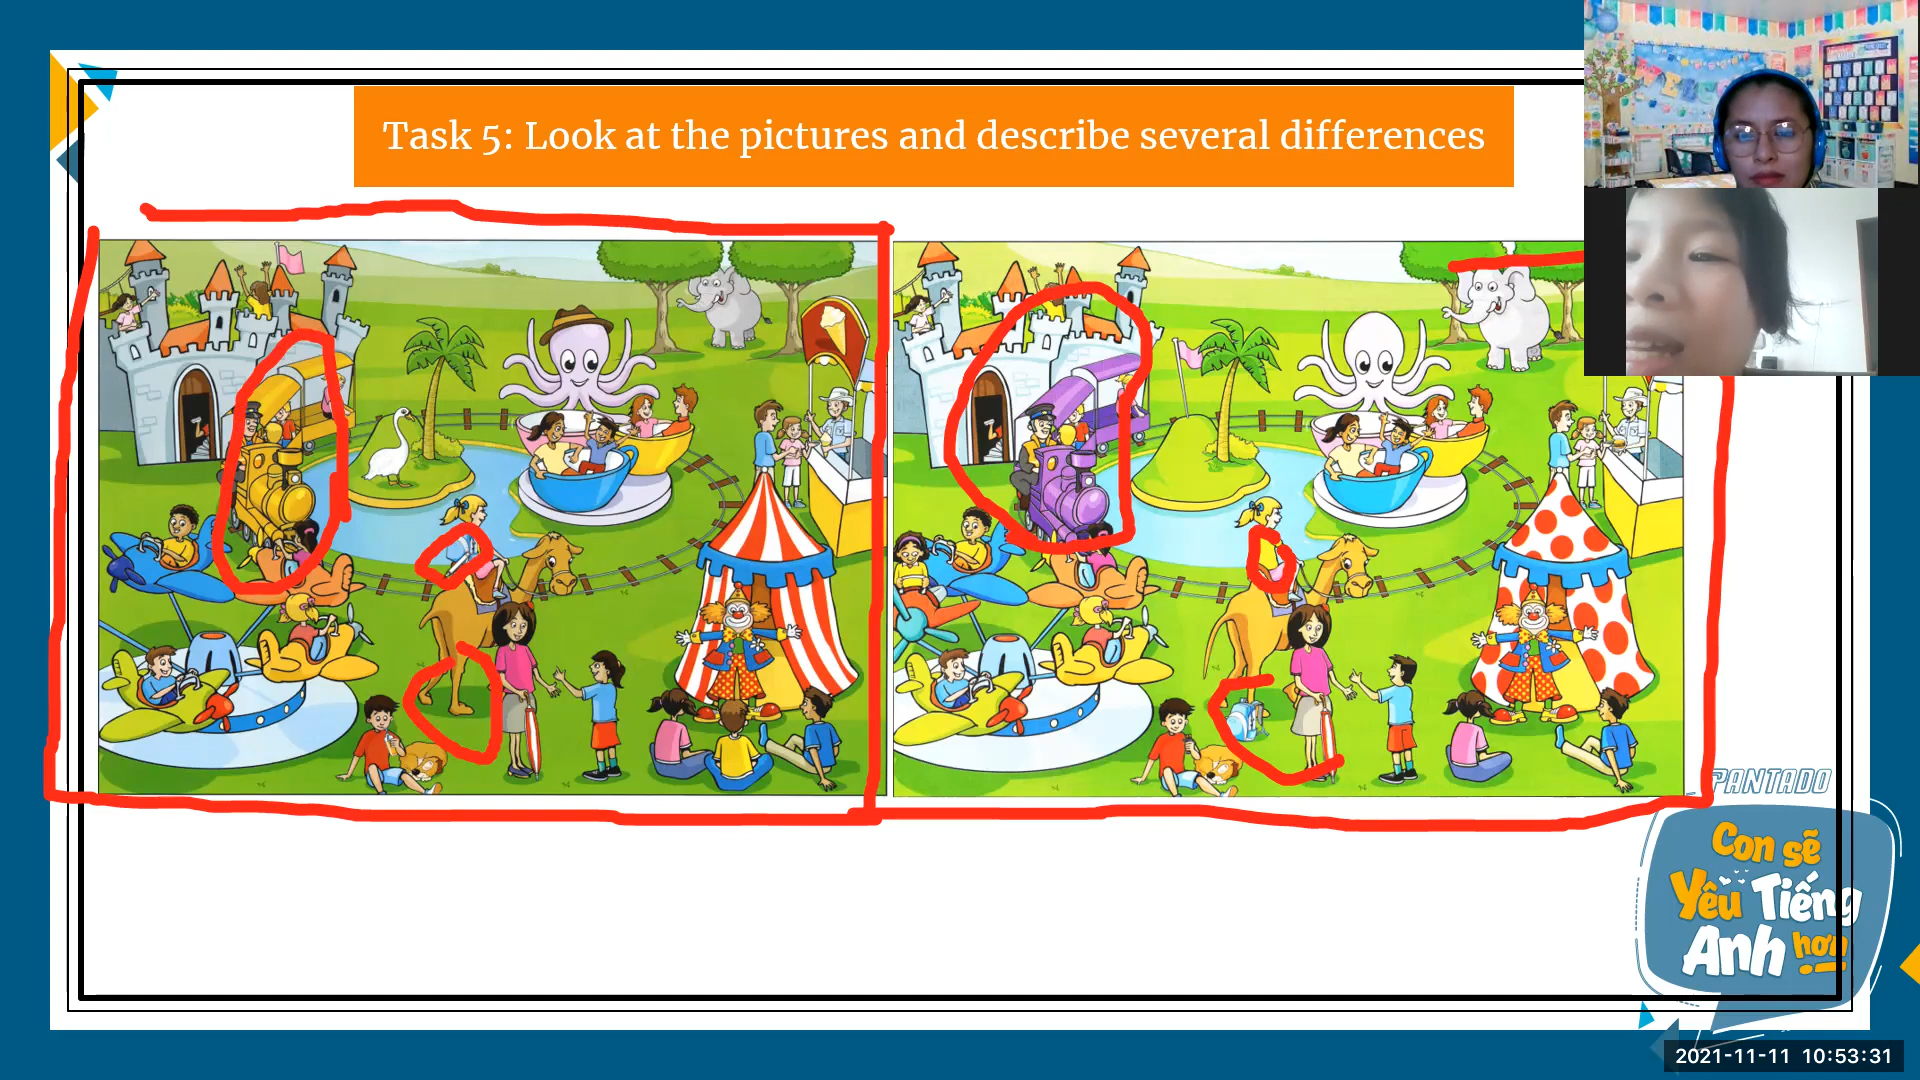 Task 5: Look at the pictures and describe several differences
PANTADO
Con sẽ
Yêu Tiếng
Anh hơn
2021-11-11 10:53:31